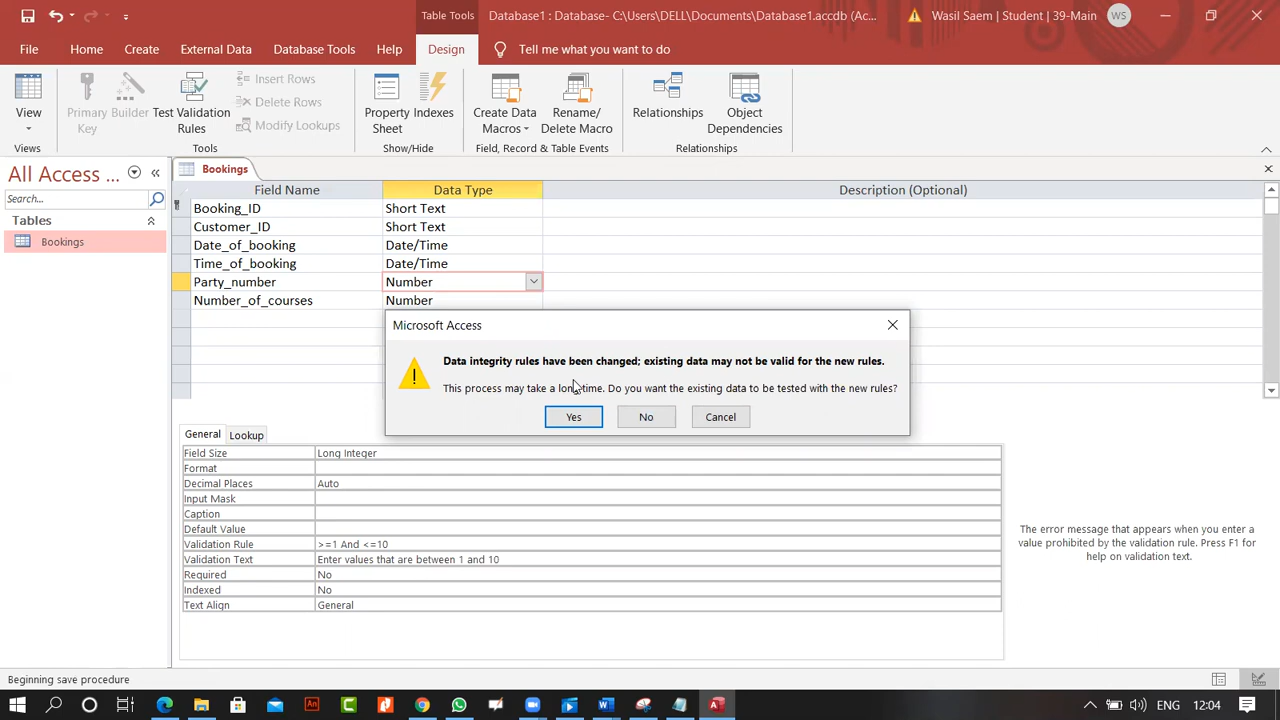 Table Tools
Database1 : Database- C:\Users\DELL\Documents\Database1.accdb (Ac...
Wasil Saem | Student | 39-Main
WS
File Home Create External Data Database Tools Help Design Tell me what you want to do
View
Views
Primary Key
Builder
Test Validation Rules
Insert Rows
Delete Rows
Modify Lookups
Tools
Property Sheet
Indexes
Show/Hide
Create Data Macros
Rename/ Delete Macro
Field, Record & Table Events
Relationships
Object Dependencies
Relationships
All Access ...
Search...
Tables
Bookings
Bookings
Field Name Data Type Description (Optional)
Booking_ID Short Text
Customer_ID Short Text
Date_of_booking Date/Time
Time_of_booking Date/Time
Party_number Number
Number_of_courses Number
Microsoft Access
Data integrity rules have been changed; existing data may not be valid for the new rules.
This process may take a long time. Do you want the existing data to be tested with the new rules?
Yes No Cancel
General Lookup
Field Size Long Integer
Format
Decimal Places Auto
Input Mask
Caption
Default Value
Validation Rule >=1 And <=10
Validation Text Enter values that are between 1 and 10
Required No
Indexed No
Text Align General
The error message that appears when you enter a
value prohibited by the validation rule. Press F1 for
help on validation text.
Beginning save procedure
An
C
W
A
ENG 12:04